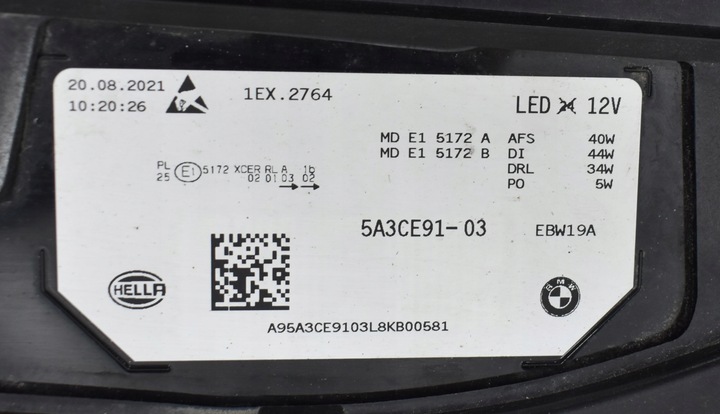 20.08.2021
10:20:26
1EX.2764
LED 24 12V
MD E1 5172 A AFS 40W
MD E1 5172 B DI 44W
DRL 34W
PO 5W
PL
25
E1
5172 XCER RL A 1b
02 01 03 02
5A3CE91-03
EBW19A
HELLA
BMW
A95A3CE9103L8KB00581